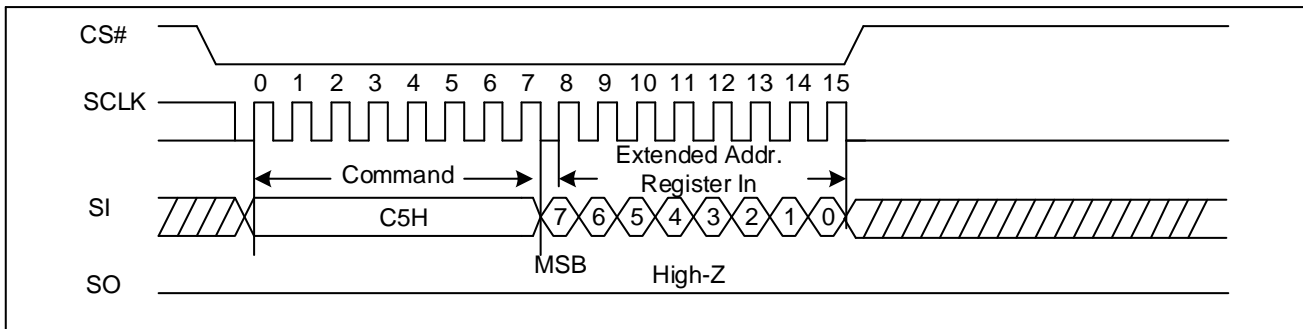 CS#
0 1 2 3 4 5 6 7 8 9 10 11 12 13 14 15
SCLK
Command
Extended Addr.
Register In
SI
C5H
7 6 5 4 3 2 1 0
MSB
High-Z
SO